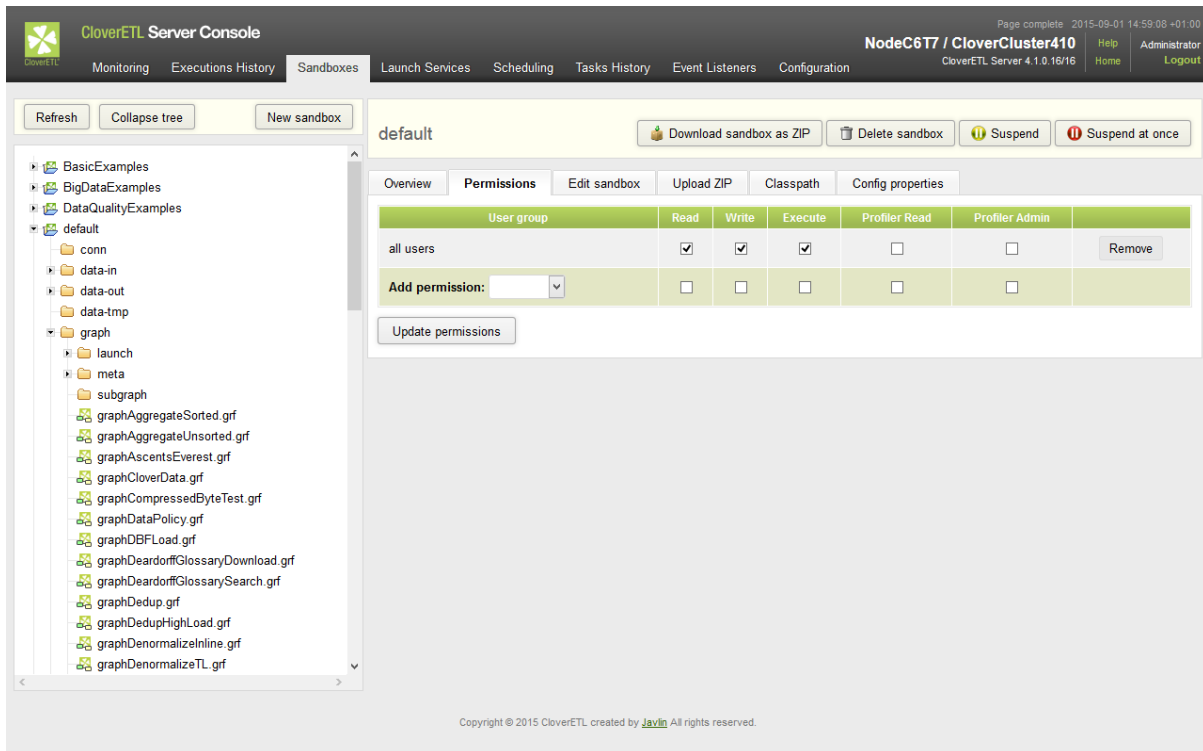 Page complete 2015-09-01 14:59:08 +01:00
CloverETL Server Console
NodeC6T7 / CloverCluster410 Help Administrator
CloverETL Server 4.1.0.16/16 Home Logout
CloverETL
Monitoring Executions History Sandboxes Launch Services Scheduling Tasks History Event Listeners Configuration
Refresh Collapse tree New sandbox
BasicExamples
BigDataExamples
DataQualityExamples
default
conn
data-in
data-out
data-tmp
graph
launch
meta
subgraph
graphAggregateSorted.grf
graphAggregateUnsorted.grf
graphAscentsEverest.grf
graphCloverData.grf
graphCompressedByteTest.grf
graphDataPolicy.grf
graphDBFLoad.grf
graphDeardorffGlossaryDownload.grf
graphDeardorffGlossarySearch.grf
graphDedup.grf
graphDedupHighLoad.grf
graphDenormalizeInline.grf
graphDenormalizeTL.grf
default Download sandbox as ZIP Delete sandbox Suspend Suspend at once
Overview Permissions Edit sandbox Upload ZIP Classpath Config properties
User group Read Write Execute Profiler Read Profiler Admin
all users Remove
Add permission:
Update permissions
Copyright © 2015 CloverETL created by Javlin All rights reserved.